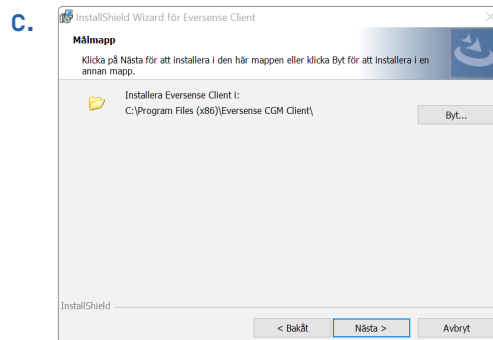 C.
InstallShield Wizard för Eversense Client
Målmapp
Klicka på Nästa för att installera i den här mappen eller klicka Byt för att installera i en
annan mapp.
Installera Eversense Client i:
C:\Program Files (x86)\Eversense CGM Client\
Byt...
InstallShield
< Bakåt
Nästa >
Avbryt